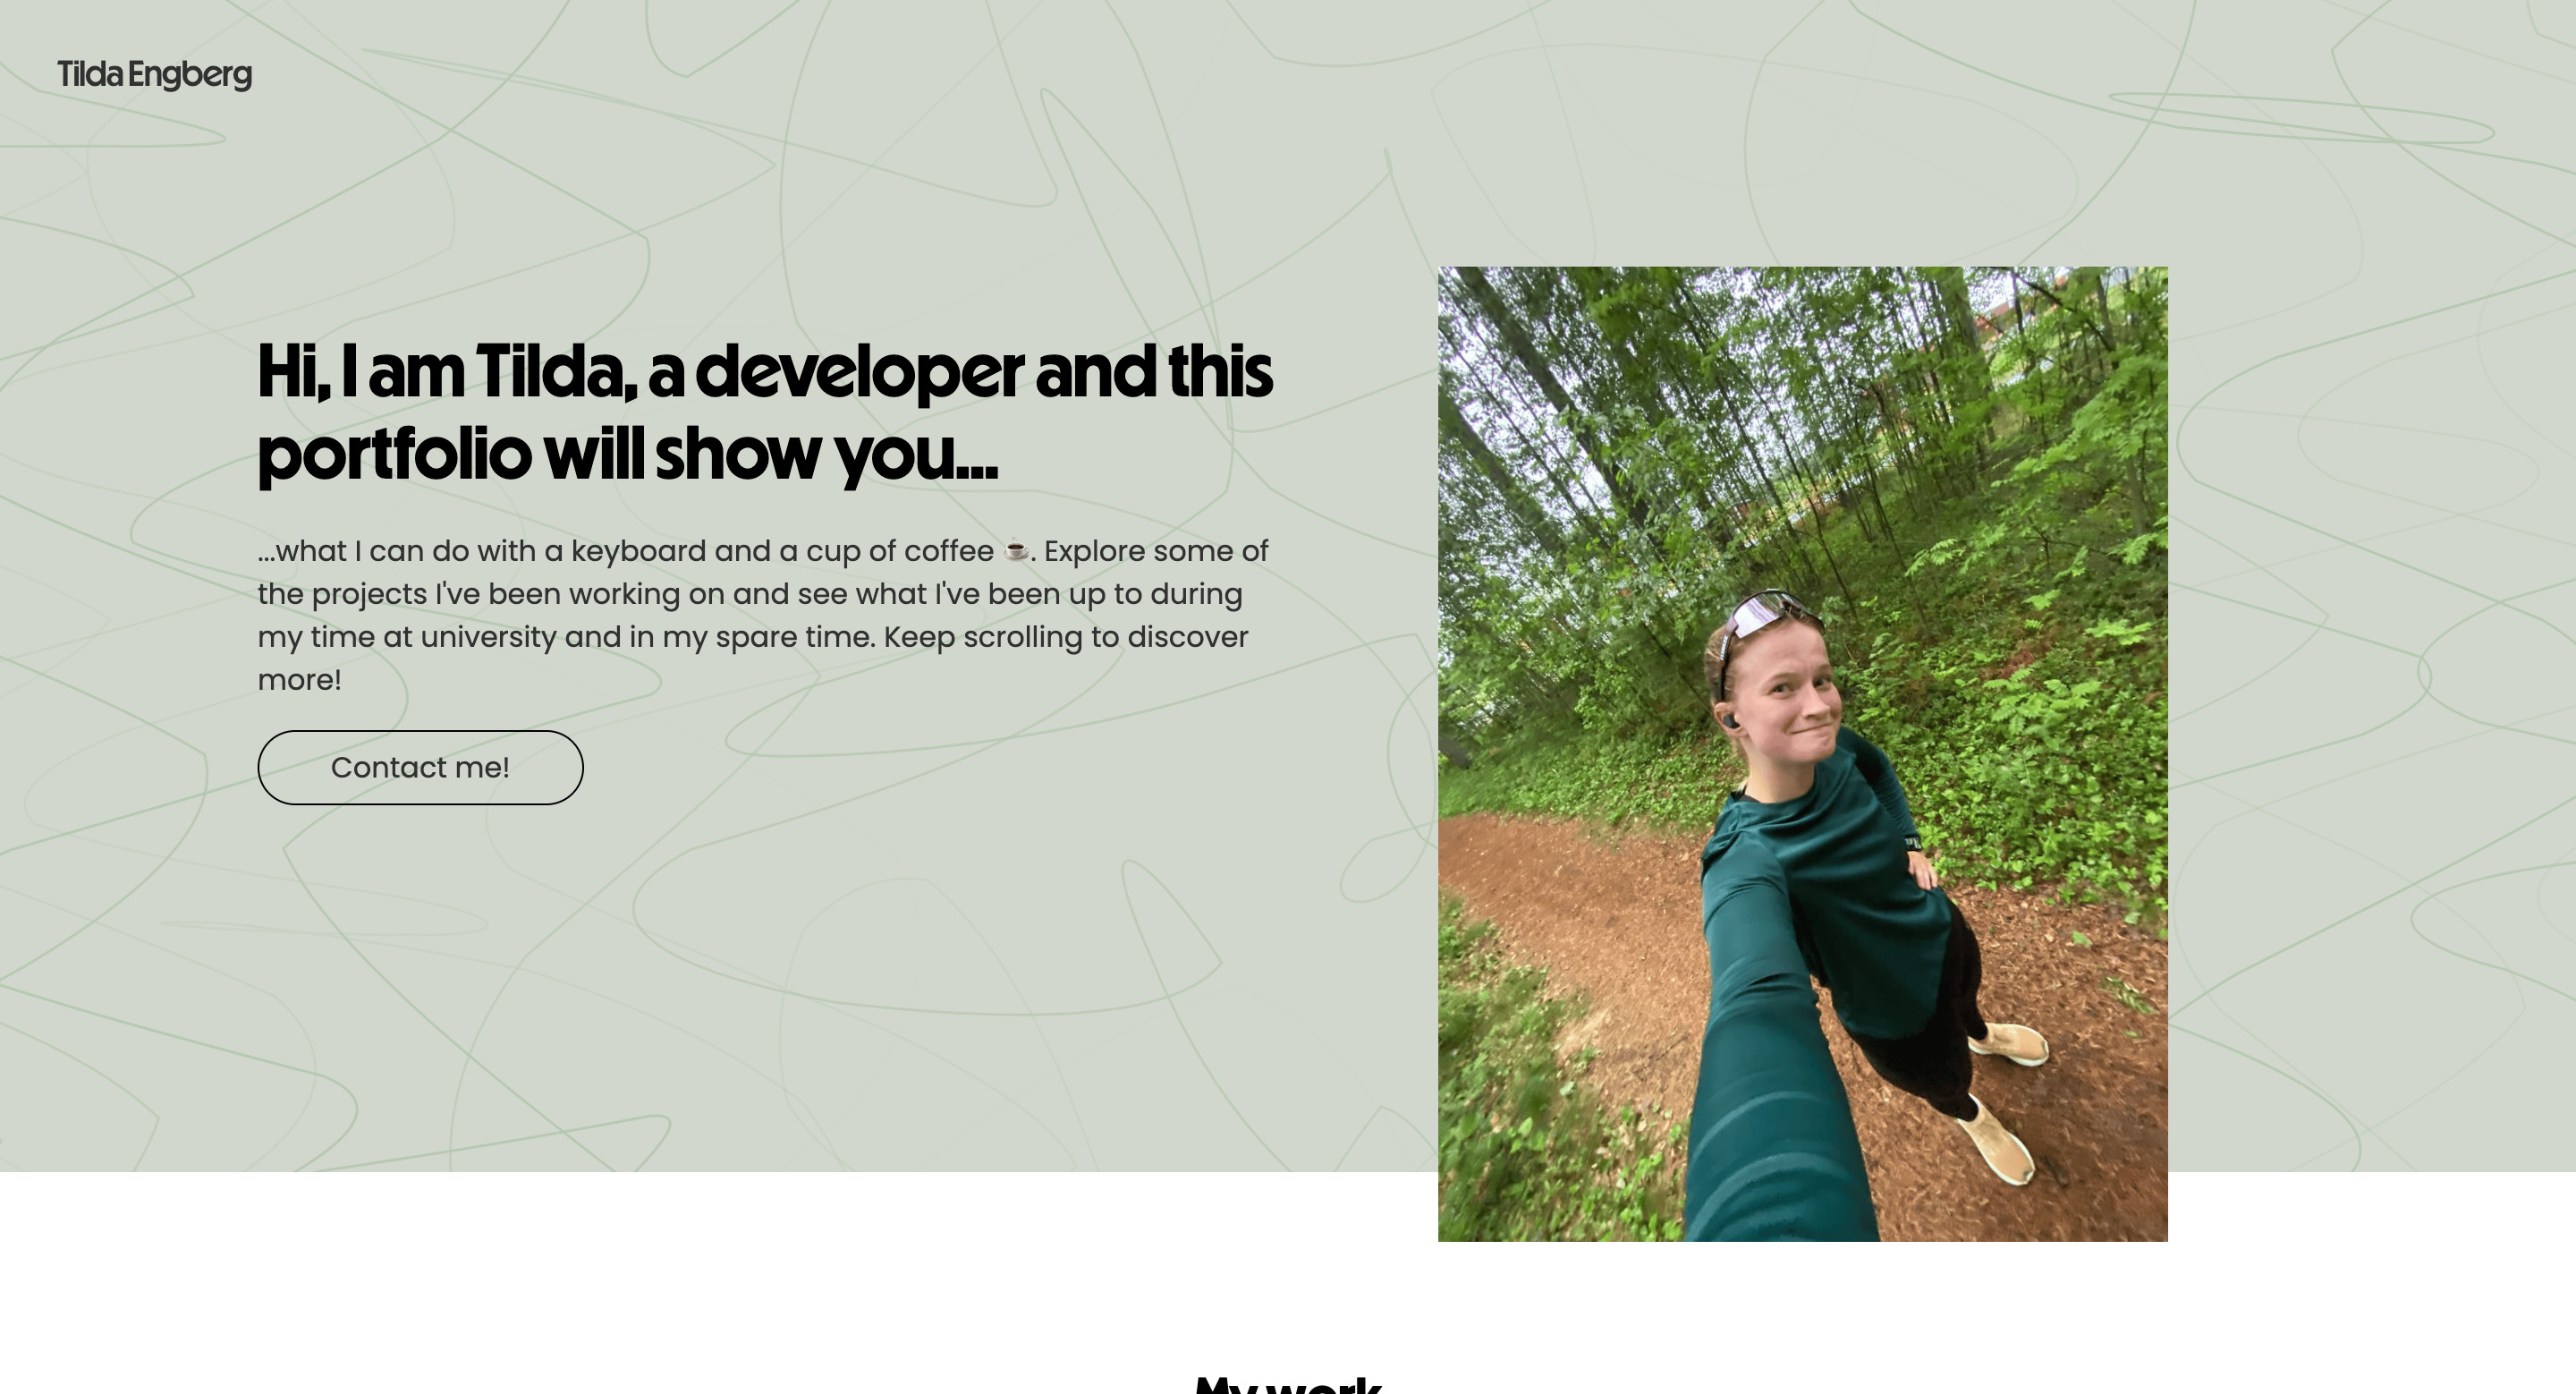 Tilda Engberg
Hi, I am Tilda, a developer and this
portfolio will show you...
...what I can do with a keyboard and a cup of coffee ☕. Explore some of
the projects I've been working on and see what I've been up to during
my time at university and in my spare time. Keep scrolling to discover
more!
Contact me!
My work